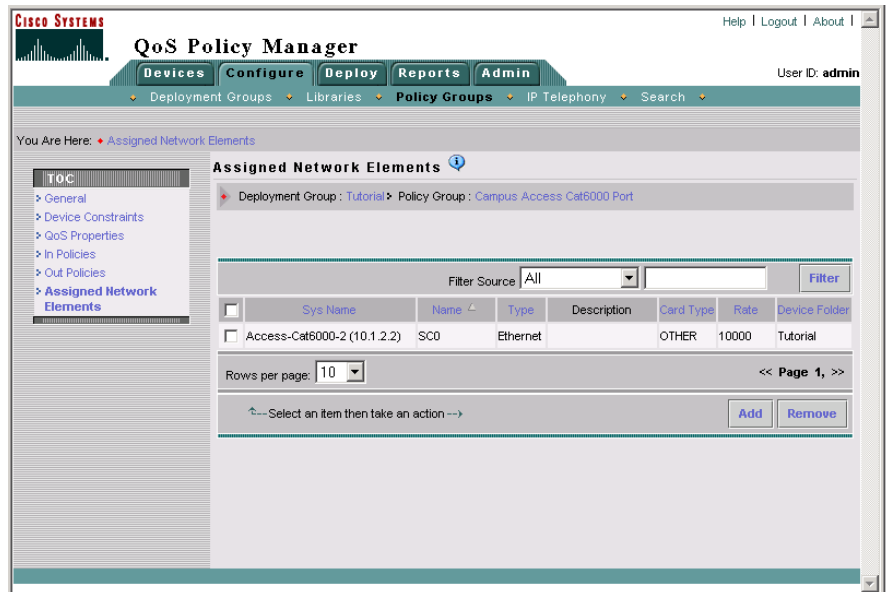 CISCO SYSTEMS
Help | Logout | About |
QoS Policy Manager
Devices Configure Deploy Reports Admin
User ID: admin
Deployment Groups Libraries Policy Groups IP Telephony Search
You Are Here: Assigned Network Elements
TOC
General
Device Constraints
QoS Properties
In Policies
Out Policies
Assigned Network
Elements
Assigned Network Elements
Deployment Group : Tutorial > Policy Group : Campus Access Cat6000 Port
Filter Source All Filter
Sys Name Name Type Description Card Type Rate Device Folder
Access-Cat6000-2 (10.1.2.2) SC0 Ethernet OTHER 10000 Tutorial
Rows per page: 10 << Page 1, >>
--Select an item then take an action --> Add Remove